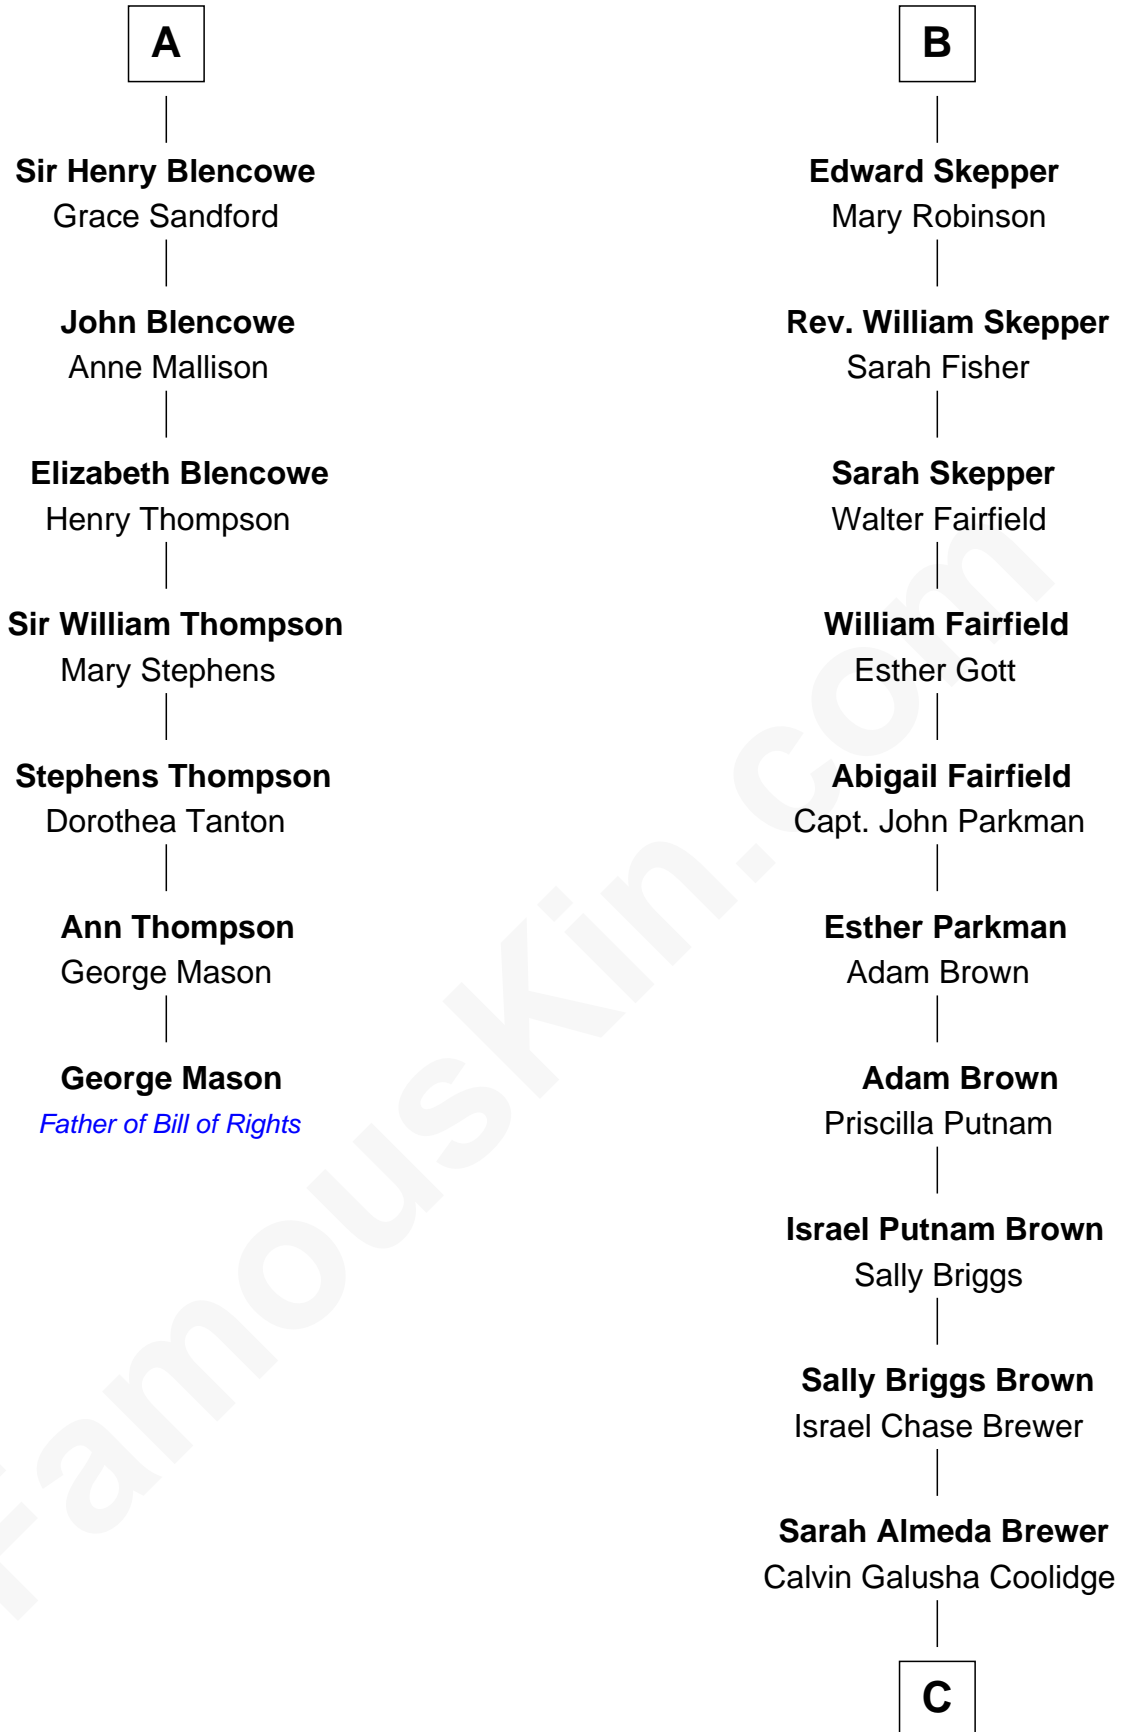 A
Sir Henry Blencowe
Grace Sandford
John Blencowe
Anne Mallison
Elizabeth Blencowe
Henry Thompson
Sir William Thompson
Mary Stephens
Stephens Thompson
Dorothea Tanton
Ann Thompson
George Mason
George Mason
Father of Bill of Rights
B
Edward Skepper
Mary Robinson
Rev. William Skepper
Sarah Fisher
Sarah Skepper
Walter Fairfield
William Fairfield
Esther Gott
Abigail Fairfield
Capt. John Parkman
Esther Parkman
Adam Brown
Adam Brown
Priscilla Putnam
Israel Putnam Brown
Sally Briggs
Sally Briggs Brown
Israel Chase Brewer
Sarah Almeda Brewer
Calvin Galusha Coolidge
C
FamousKin.com